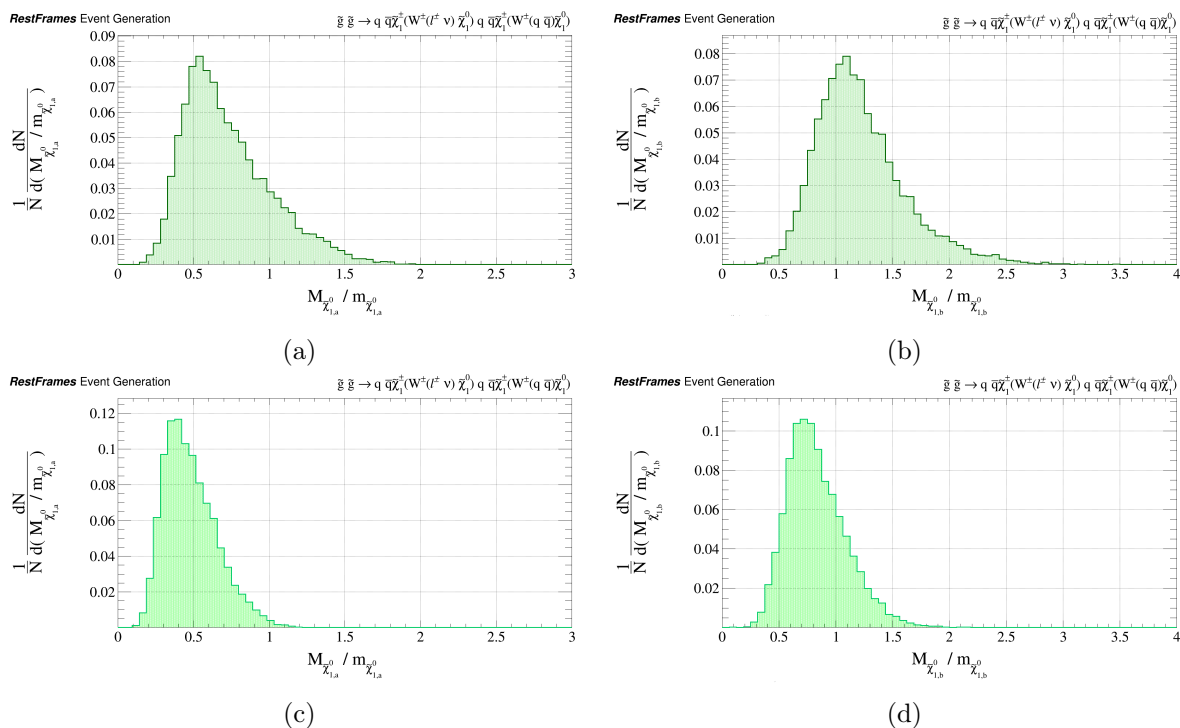 RestFrames Event Generation g̃ g̃ → q q̄χ̃₁±(W±(l± ν) χ̃₁⁰) q q̄χ̃₁±(W±(q q̄)χ̃₁⁰)
1/N dN/d( M_χ̃⁰₁,ₐ / m_χ̃⁰₁,ₐ )
0.09
0.08
0.07
0.06
0.05
0.04
0.03
0.02
0.01
0 0.5 1 1.5 2 2.5 3
M_χ̃⁰₁,ₐ / m_χ̃⁰₁,ₐ
(a)
RestFrames Event Generation g̃ g̃ → q q̄χ̃₁±(W±(l± ν) χ̃₁⁰) q q̄χ̃₁±(W±(q q̄)χ̃₁⁰)
1/N dN/d( M_χ̃⁰₁,b / m_χ̃⁰₁,b )
0.08
0.07
0.06
0.05
0.04
0.03
0.02
0.01
0 0.5 1 1.5 2 2.5 3 3.5 4
M_χ̃⁰₁,b / m_χ̃⁰₁,b
(b)
RestFrames Event Generation g̃ g̃ → q q̄χ̃₁±(W±(l± ν) χ̃₁⁰) q q̄χ̃₁±(W±(q q̄)χ̃₁⁰)
1/N dN/d( M_χ̃⁰₁,ₐ / m_χ̃⁰₁,ₐ )
0.12
0.1
0.08
0.06
0.04
0.02
0 0.5 1 1.5 2 2.5 3
M_χ̃⁰₁,ₐ / m_χ̃⁰₁,ₐ
(c)
RestFrames Event Generation g̃ g̃ → q q̄χ̃₁±(W±(l± ν) χ̃₁⁰) q q̄χ̃₁±(W±(q q̄)χ̃₁⁰)
1/N dN/d( M_χ̃⁰₁,b / m_χ̃⁰₁,b )
0.1
0.08
0.06
0.04
0.02
0 0.5 1 1.5 2 2.5 3 3.5 4
M_χ̃⁰₁,b / m_χ̃⁰₁,b
(d)